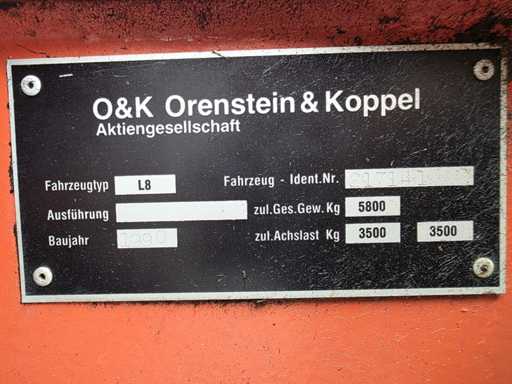 O&K Orenstein & Koppel
Aktiengesellschaft
Fahrzeugtyp L8 Fahrzeug - Ident.Nr.
Ausführung zul.Ges.Gew.Kg 5800
Baujahr 1990 zul.Achslast Kg 3500 3500